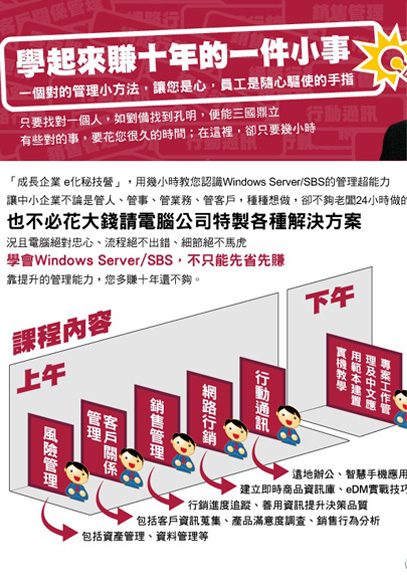 客戶關係管理
網路行銷
銷售管理
行動通訊
學起來賺十年的一件小事
一個對的管理小方法，讓您是心，員工是隨心驅使的手指
只要找對一個人，如劉備找到孔明，便能三國鼎立
有些對的事，要花您很久的時間；在這裡，卻只要幾小時
「成長企業 e化秘技營」，用幾小時教您認識Windows Server/SBS的管理超能力
讓中小企業不論是管人、管事、管業務、管客戶，種種想做，卻不夠老闆24小時做的
也不必花大錢請電腦公司特製各種解決方案
況且電腦絕對忠心、流程絕不出錯、細節絕不馬虎
學會Windows Server/SBS，不只能先省先賺
靠提升的管理能力，您多賺十年還不夠。
課程內容
上午
風險管理
客戶關係管理
銷售管理
網路行銷
行動通訊
下午
專案工作管
理及中文應
用範本建置
實機教學
遠地辦公、智慧手機應用
建立即時商品資訊庫、eDM實戰技巧
行銷進度追蹤、善用資訊提升決策品質
包括客戶資訊蒐集、產品滿意度調查、銷售行為分析
包括資產管理、資料管理等